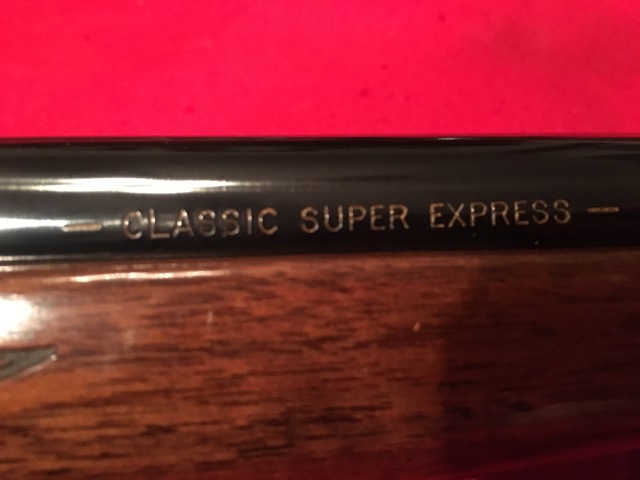 — CLASSIC SUPER EXPRESS —